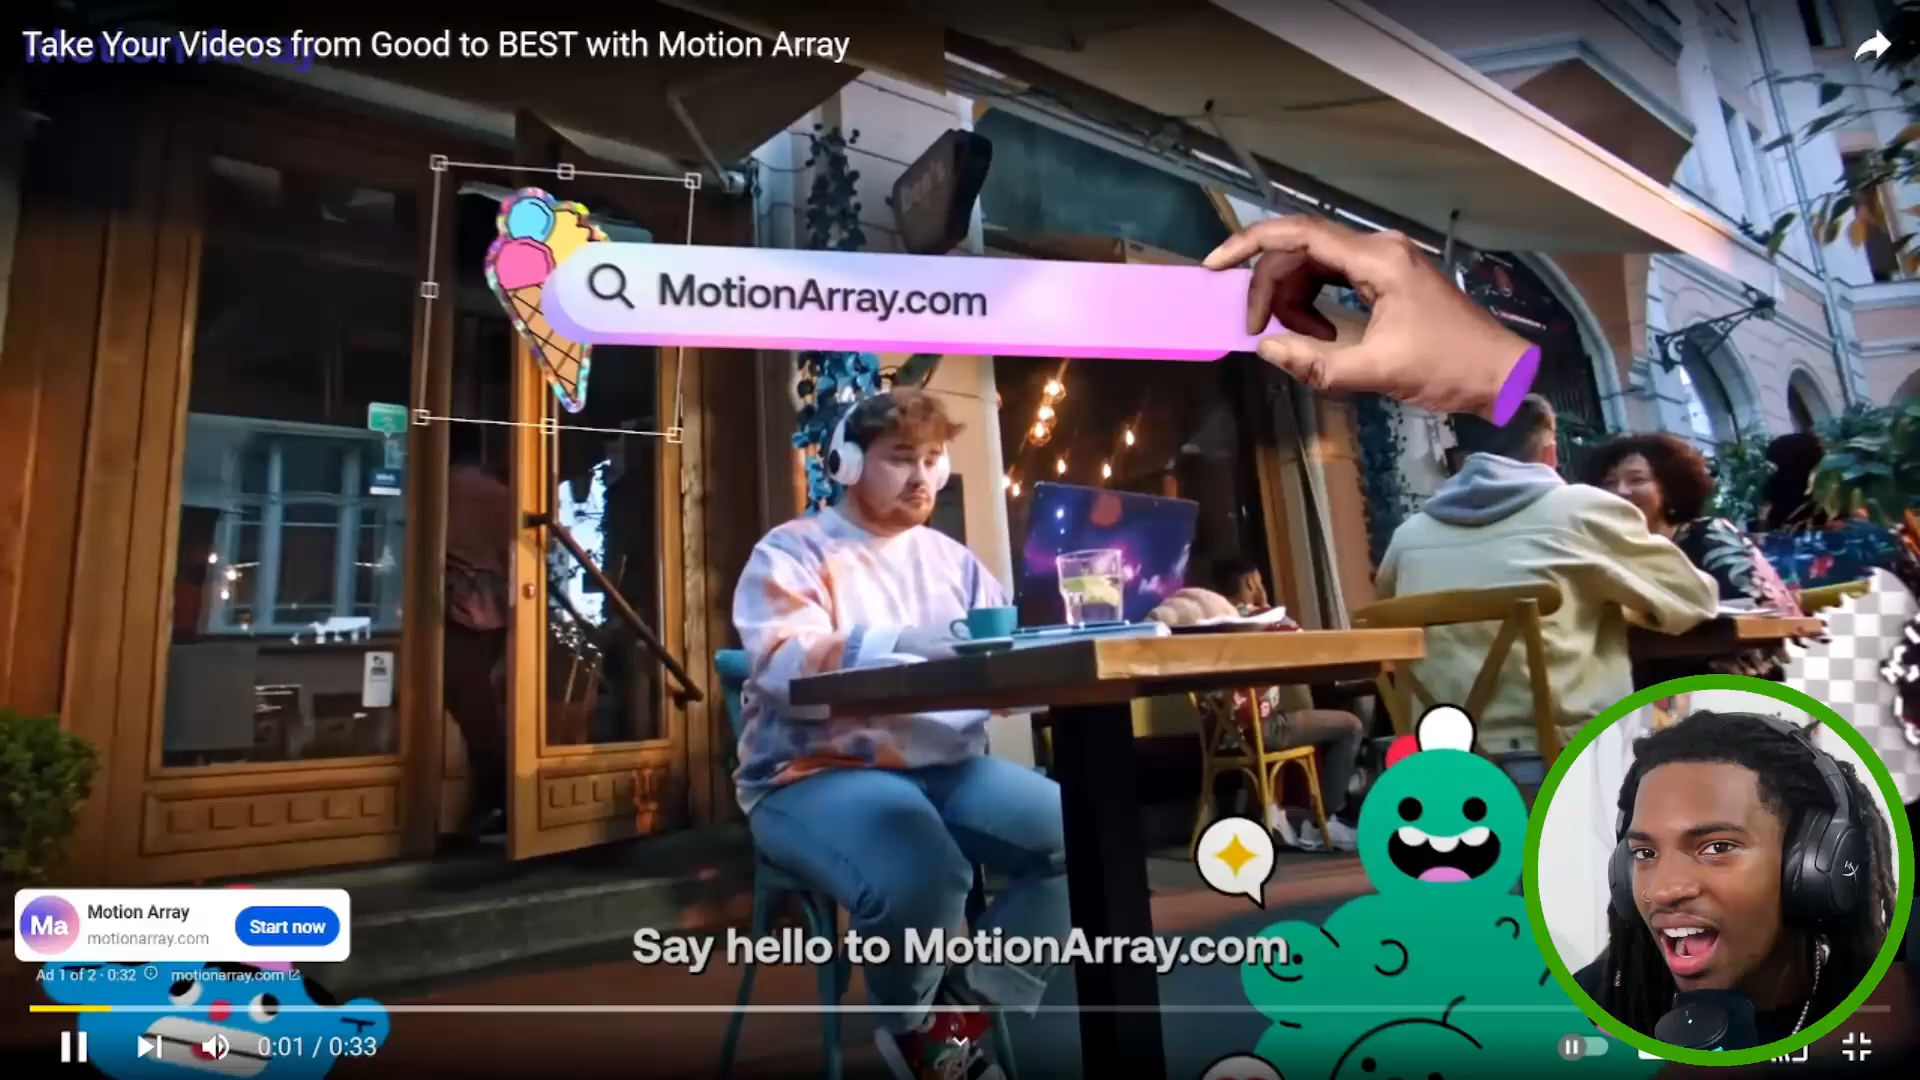 Take Your Videos from Good to BEST with Motion Array
MotionArray.com
Ma
Motion Array
motionarray.com
Start now
Say hello to MotionArray.com
Ad 1 of 2 · 0:32
motionarray.com
0:01 / 0:33